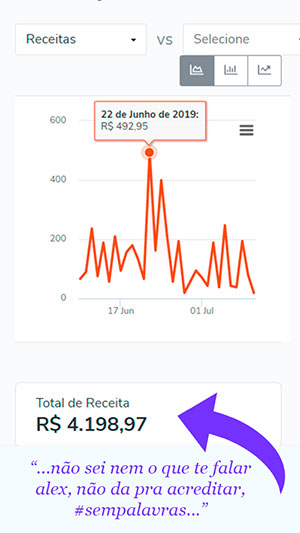 Receitas VS Selecione
22 de Junho de 2019:
R$ 492,95
600
400
200
0
17 Jun 01 Jul
Total de Receita
R$ 4.198,97
“...não sei nem o que te falar
alex, não da pra acreditar,
#sempalavras...”